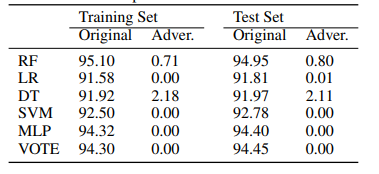 Training Set Test Set
Original Adver. Original Adver.
RF 95.10 0.71 94.95 0.80
LR 91.58 0.00 91.81 0.01
DT 91.92 2.18 91.97 2.11
SVM 92.50 0.00 92.78 0.00
MLP 94.32 0.00 94.40 0.00
VOTE 94.30 0.00 94.45 0.00